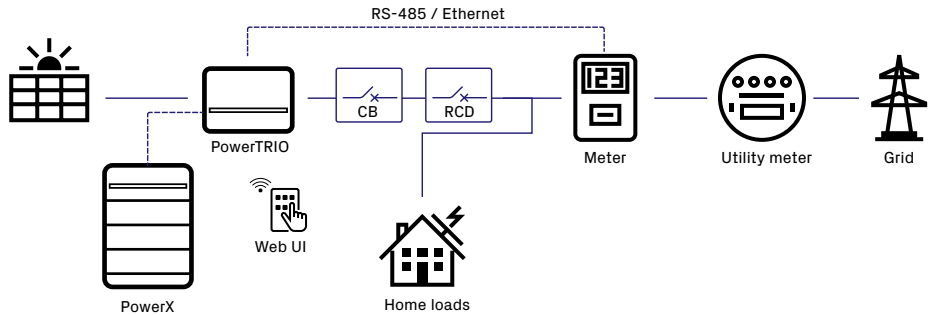 RS-485 / Ethernet
123
CB
RCD
PowerTRIO
Meter
Utility meter
Grid
Web UI
PowerX
Home loads